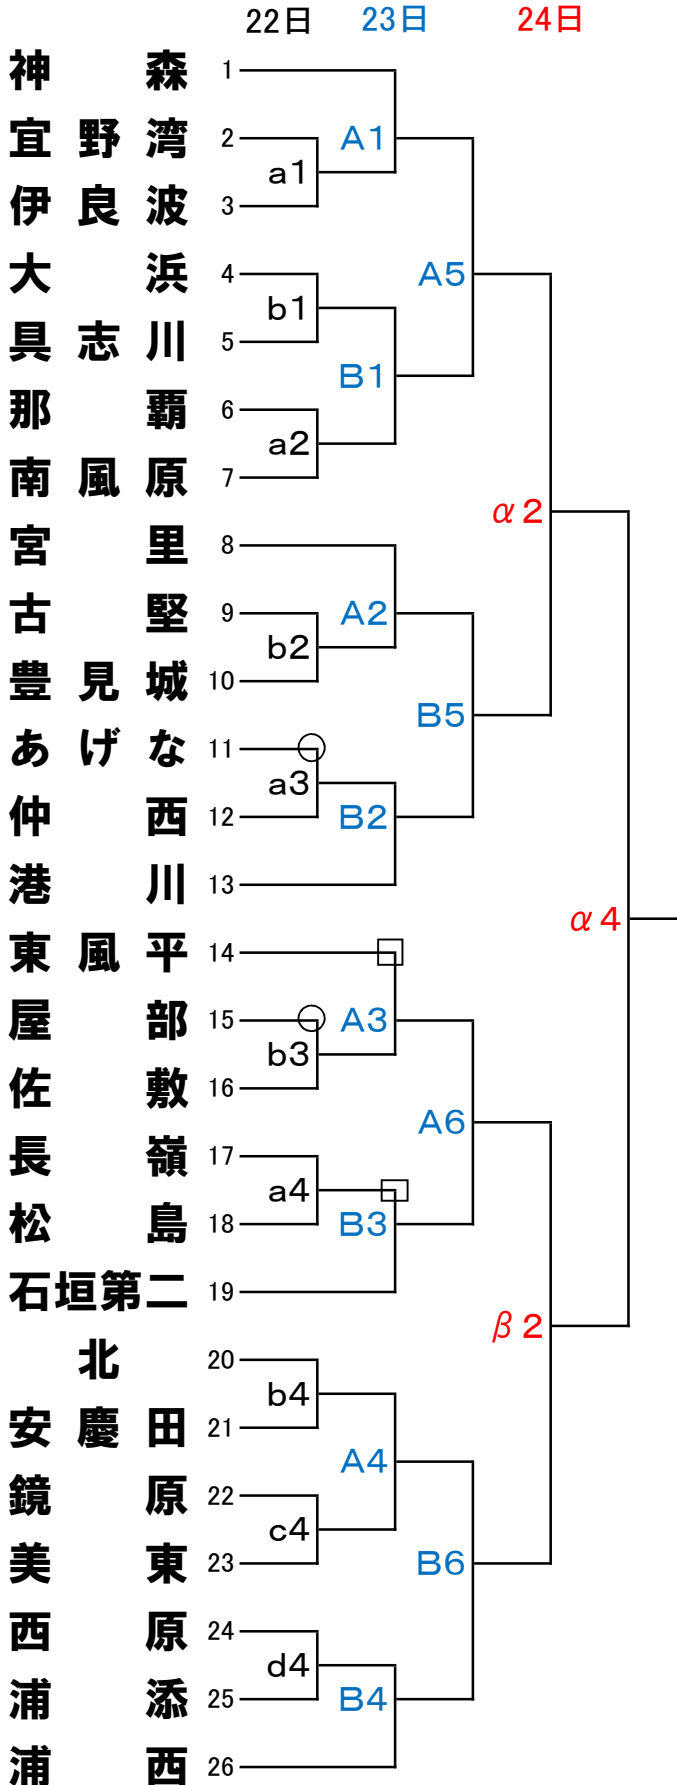 22日 23日 24日
神森 1
A1
宜野湾 2
a1
伊良波 3
大浜 4
A5
b1
具志川 5
B1
那覇 6
a2
南風原 7
α2
宮里 8
古堅 9
A2
b2
豊見城 10
B5
あげな 11
a3
仲西 12
B2
港川 13
α4
東風平 14
屋部 15
A3
b3
佐敷 16
A6
長嶺 17
a4
松島 18
B3
石垣第二 19
β2
北 20
b4
安慶田 21
A4
鏡原 22
c4
美東 23
B6
西原 24
d4
浦添 25
B4
浦西 26